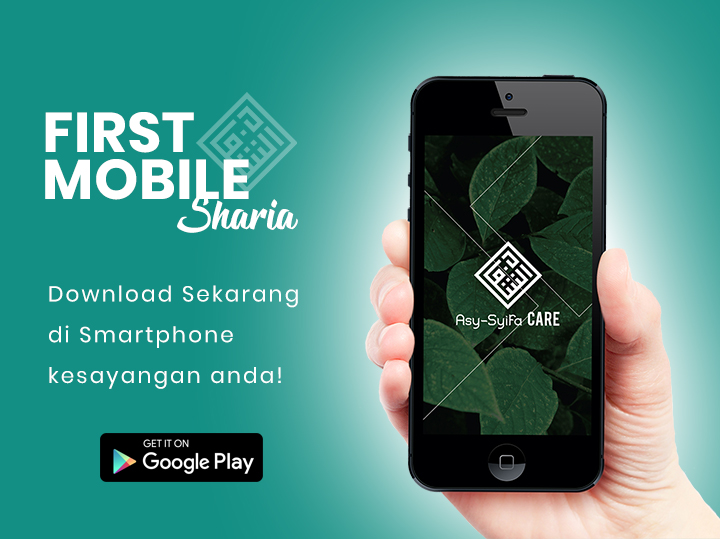 FIRST
MOBILE
Sharia
Download Sekarang
di Smartphone
kesayangan anda!
GET IT ON
Google Play
Asy-SyiFa CARE